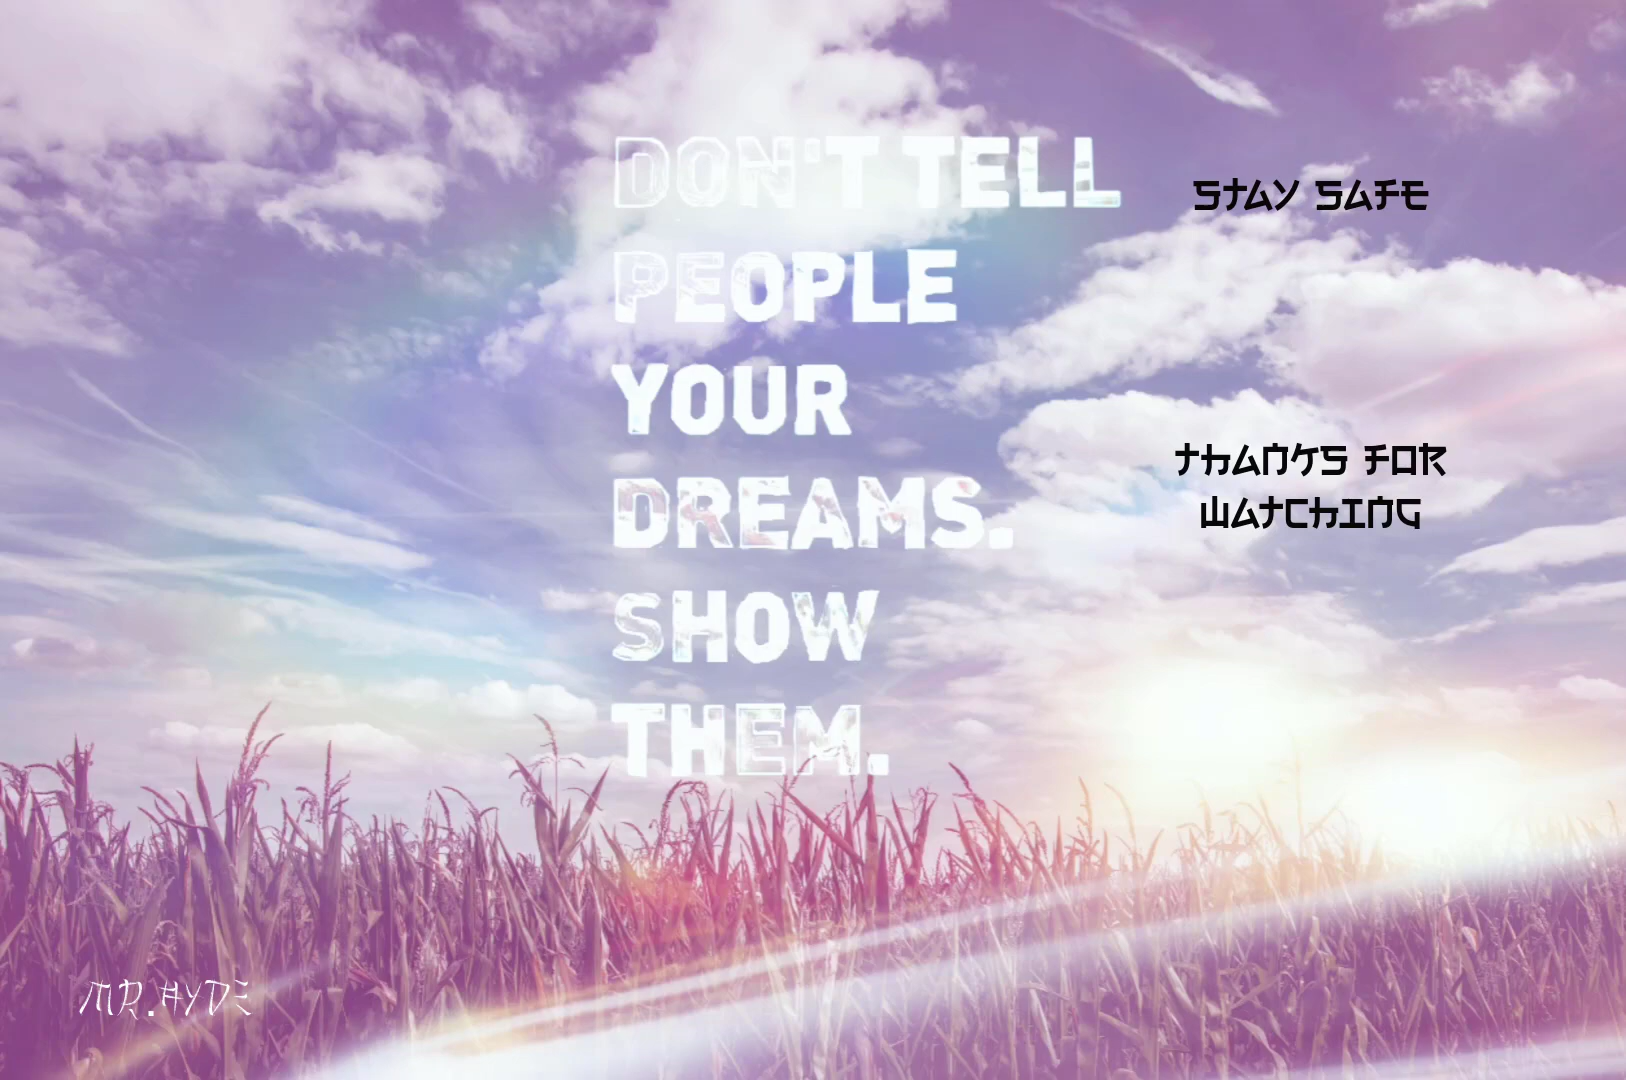 DON'T TELL
PEOPLE
YOUR
DREAMS.
SHOW
THEM.
STAY SAFE
THANKS FOR
WATCHING
MR.HYDE